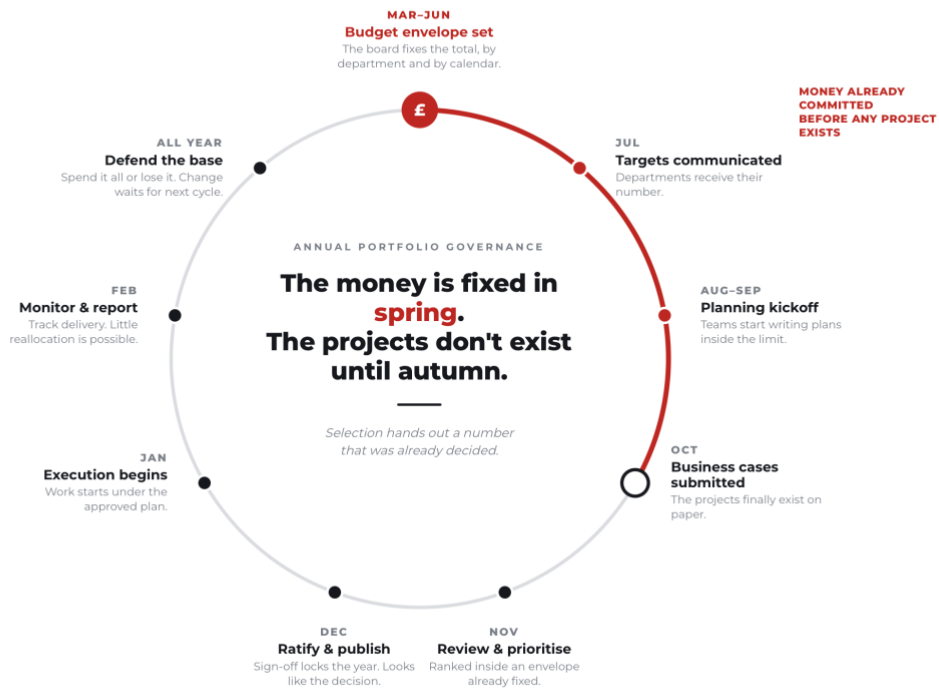 MAR–JUN
Budget envelope set
The board fixes the total, by
department and by calendar.
MONEY ALREADY
COMMITTED
BEFORE ANY PROJECT
EXISTS
£
JUL
Targets communicated
Departments receive their
number.
AUG–SEP
Planning kickoff
Teams start writing plans
inside the limit.
OCT
Business cases
submitted
The projects finally exist on
paper.
NOV
Review & prioritise
Ranked inside an envelope
already fixed.
DEC
Ratify & publish
Sign-off locks the year. Looks
like the decision.
JAN
Execution begins
Work starts under the
approved plan.
FEB
Monitor & report
Track delivery. Little
reallocation is possible.
ALL YEAR
Defend the base
Spend it all or lose it. Change
waits for next cycle.
ANNUAL PORTFOLIO GOVERNANCE
The money is fixed in
spring.
The projects don't exist
until autumn.
Selection hands out a number
that was already decided.